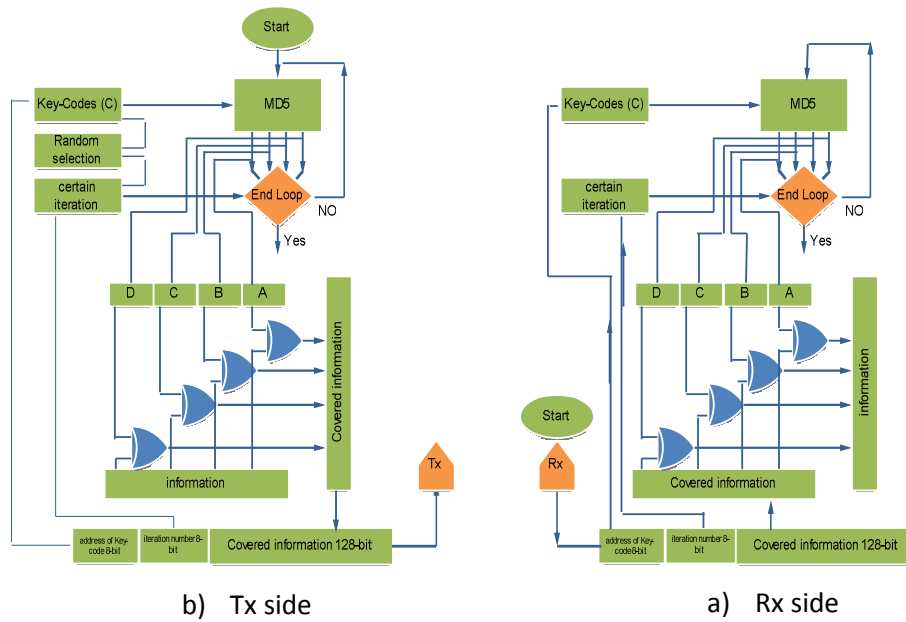 Start
Key-Codes (C)
MD5
Random
selection
certain
iteration
End Loop
NO
Yes
D
C
B
A
Covered information
information
Tx
address of Key-
code 8-bit
iteration number 8-
bit
Covered information 128-bit
b) Tx side
Key-Codes (C)
MD5
certain
iteration
End Loop
NO
Yes
D
C
B
A
information
Start
Rx
Covered information
address of Key-
code8-bit
iteration number 8-
bit
Covered information 128-bit
a) Rx side